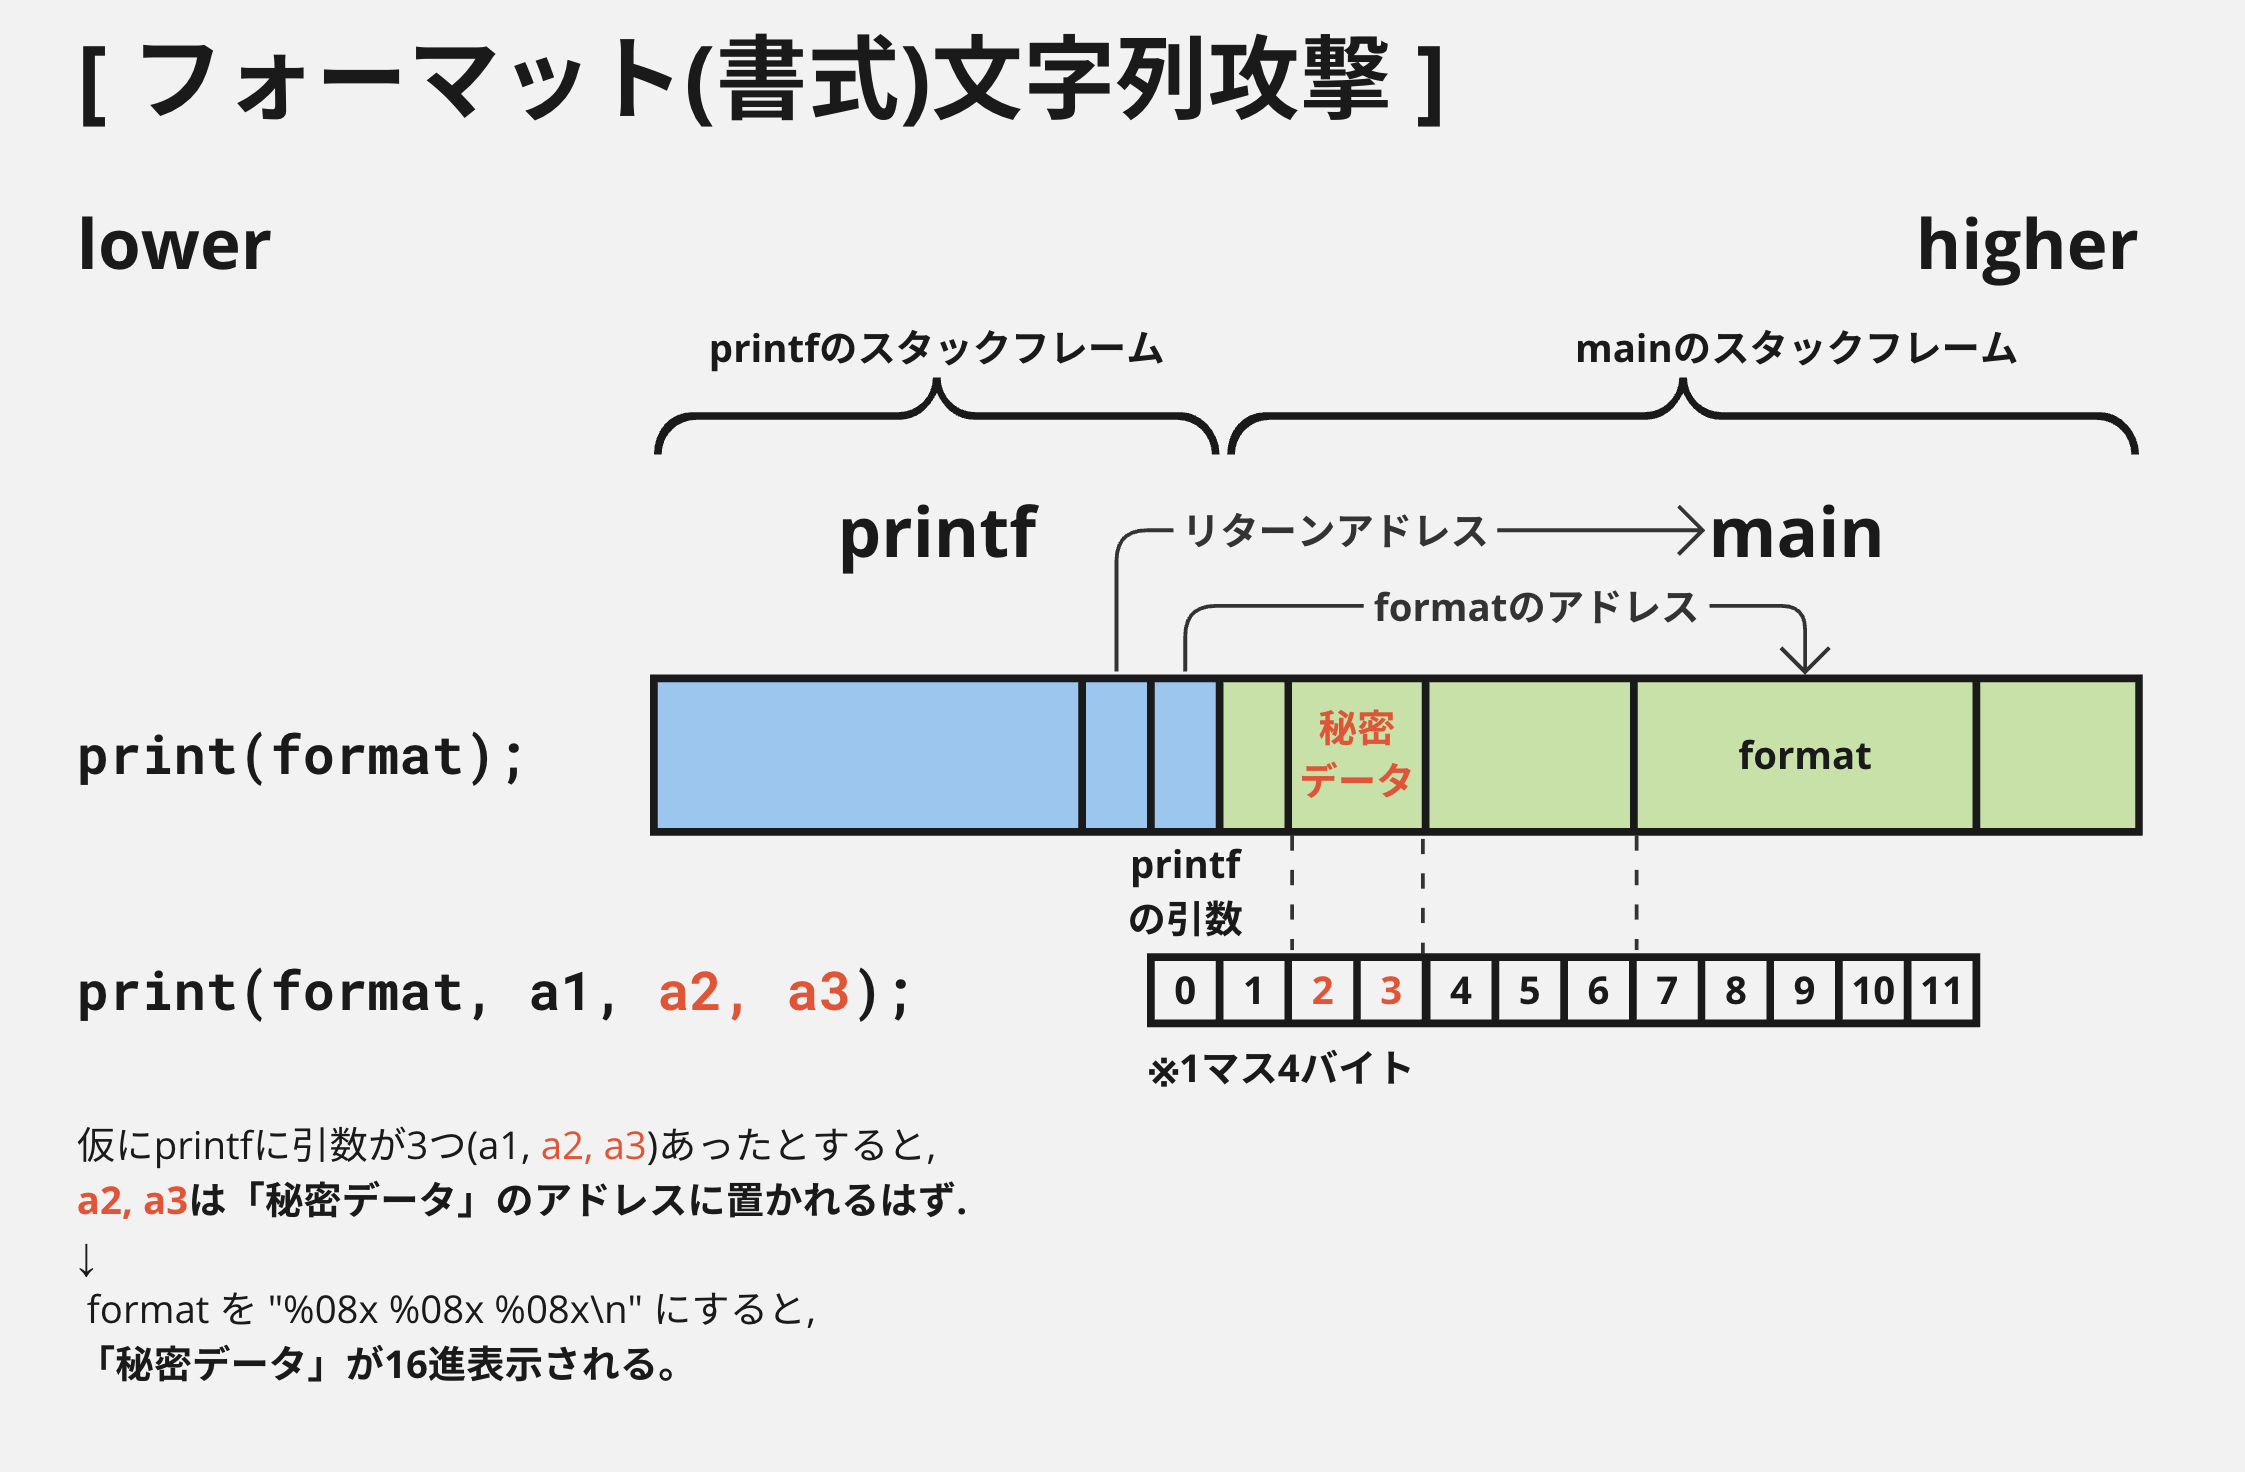 [ フォーマット(書式)文字列攻撃 ]
lower
higher
printfのスタックフレーム
mainのスタックフレーム
printf
リターンアドレス
main
formatのアドレス
print(format);
秘密
データ
format
printf
の引数
print(format, a1, a2, a3);
0 1 2 3 4 5 6 7 8 9 10 11
※1マス4バイト
仮にprintfに引数が3つ(a1, a2, a3)あったとすると,
a2, a3は「秘密データ」のアドレスに置かれるはず.
↓
format を "%08x %08x %08x\n" にすると,
「秘密データ」が16進表示される。